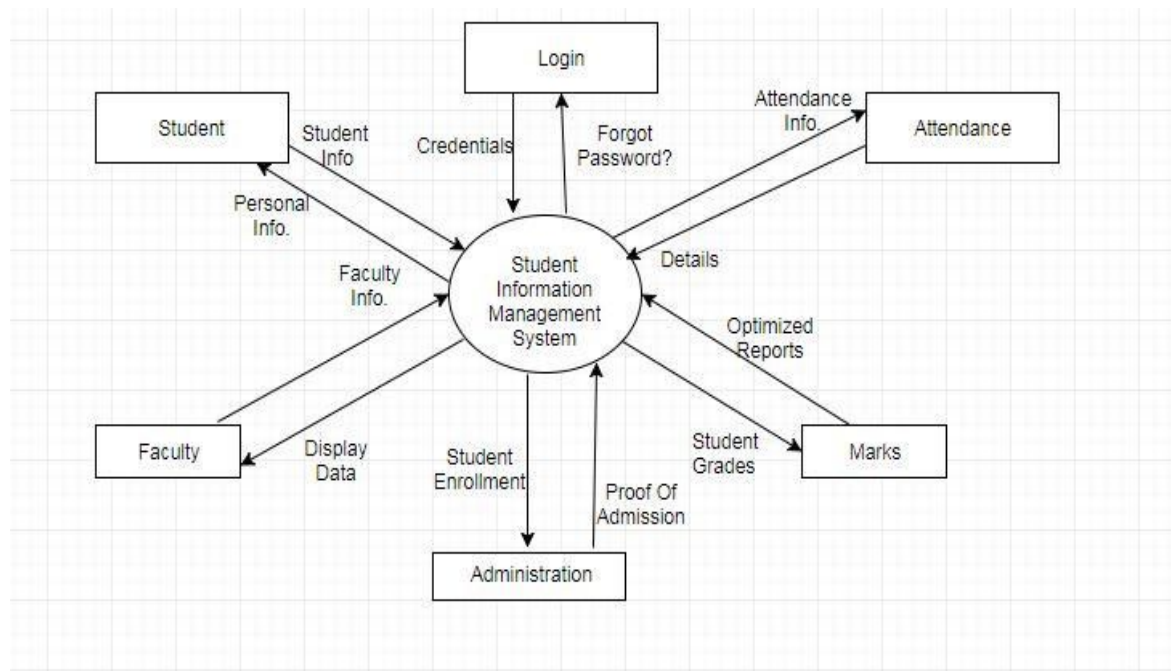 Login
Student
Student
Info
Credentials
Forgot
Password?
Attendance
Info.
Attendance
Personal
Info.
Faculty
Info.
Student
Information
Management
System
Details
Optimized
Reports
Faculty
Display
Data
Student
Enrollment
Proof Of
Admission
Student
Grades
Marks
Administration